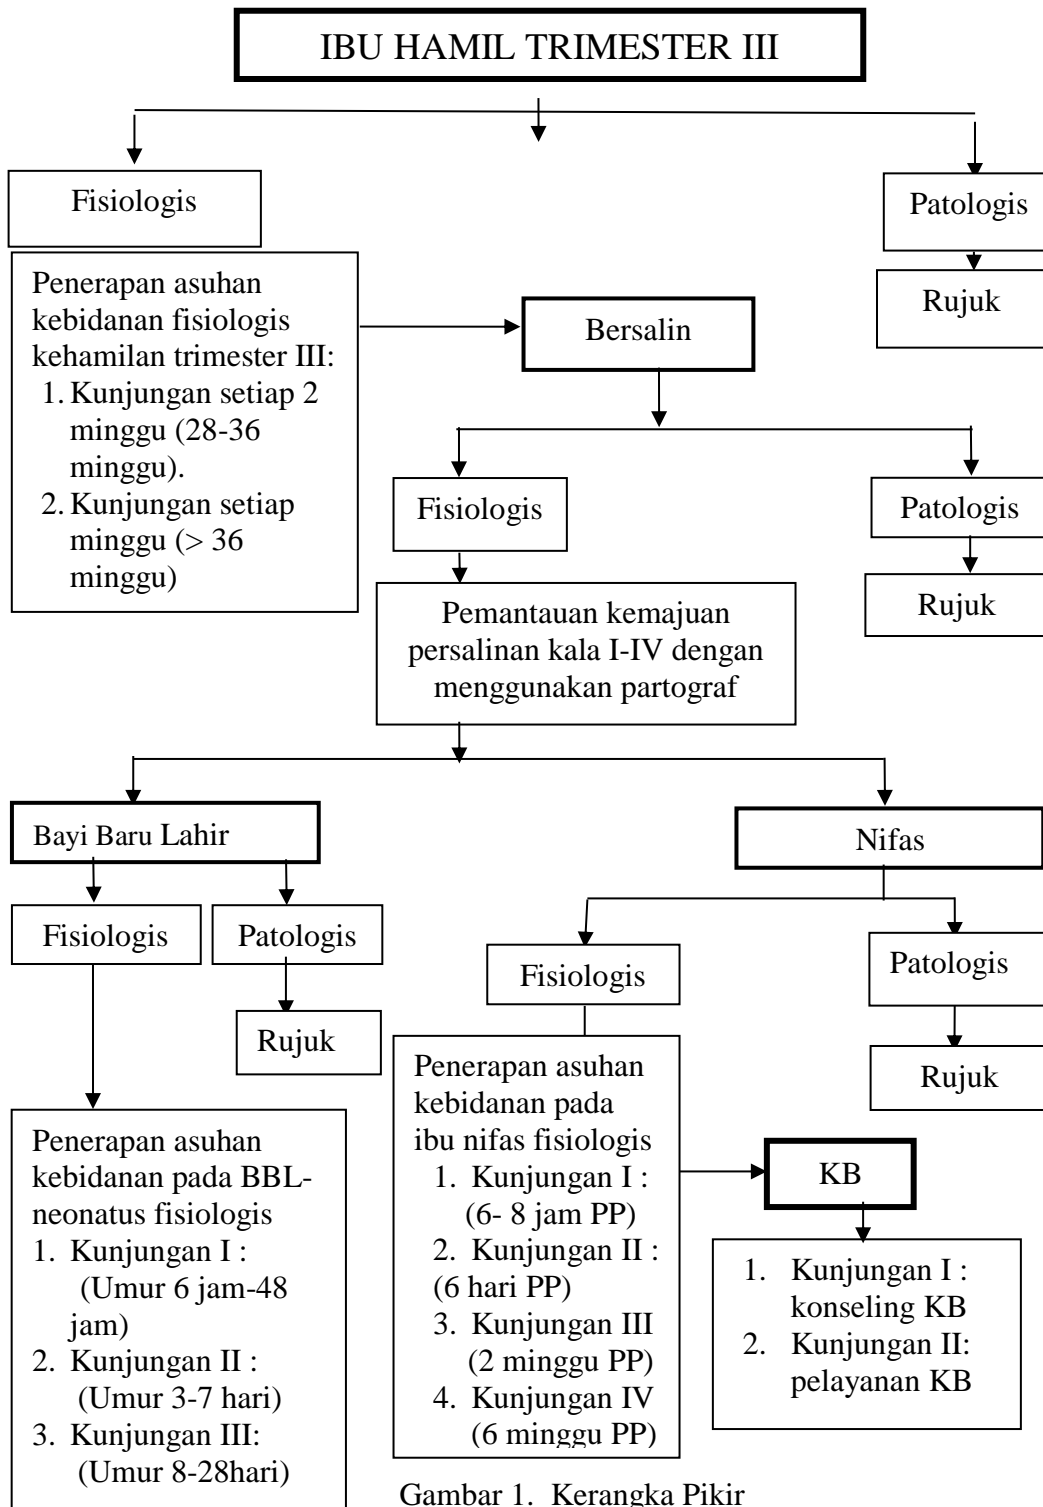 IBU HAMIL TRIMESTER III
Fisiologis
Patologis
Rujuk
Penerapan asuhan
kebidanan fisiologis
kehamilan trimester III:
1. Kunjungan setiap 2
minggu (28-36
minggu).
2. Kunjungan setiap
minggu (> 36
minggu)
Bersalin
Fisiologis
Patologis
Rujuk
Pemantauan kemajuan
persalinan kala I-IV dengan
menggunakan partograf
Bayi Baru Lahir
Nifas
Fisiologis
Patologis
Rujuk
Fisiologis
Patologis
Rujuk
Penerapan asuhan
kebidanan pada BBL-
neonatus fisiologis
1. Kunjungan I :
(Umur 6 jam-48
jam)
2. Kunjungan II :
(Umur 3-7 hari)
3. Kunjungan III:
(Umur 8-28hari)
Penerapan asuhan
kebidanan pada
ibu nifas fisiologis
1. Kunjungan I :
(6- 8 jam PP)
2. Kunjungan II :
(6 hari PP)
3. Kunjungan III
(2 minggu PP)
4. Kunjungan IV
(6 minggu PP)
KB
1. Kunjungan I :
konseling KB
2. Kunjungan II:
pelayanan KB
Gambar 1. Kerangka Pikir